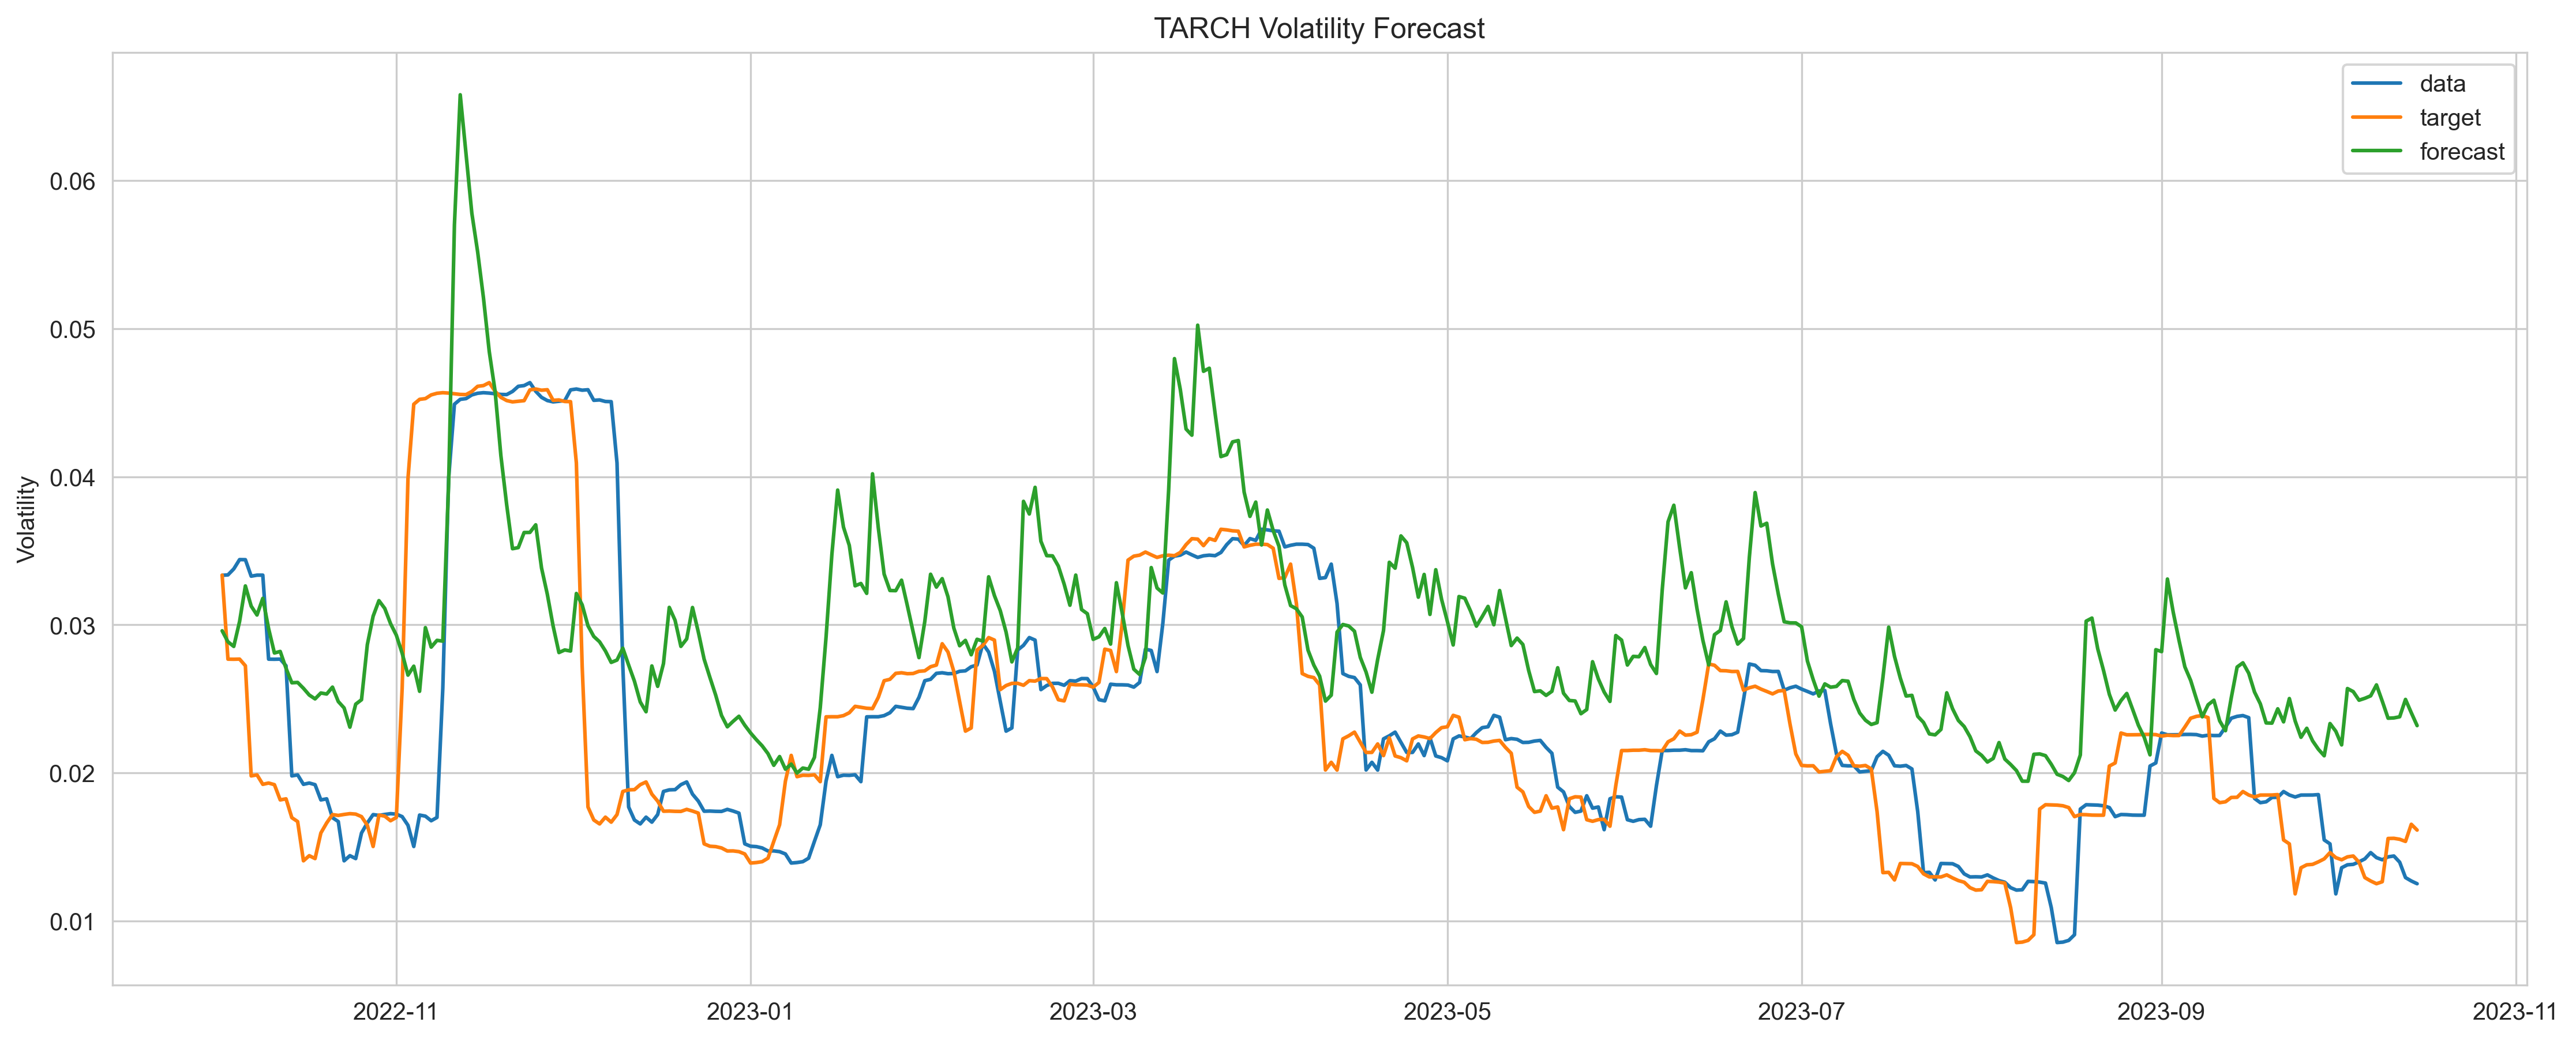 TARCH Volatility Forecast
data
target
forecast
Volatility
0.06
0.05
0.04
0.03
0.02
0.01
2022-11
2023-01
2023-03
2023-05
2023-07
2023-09
2023-11